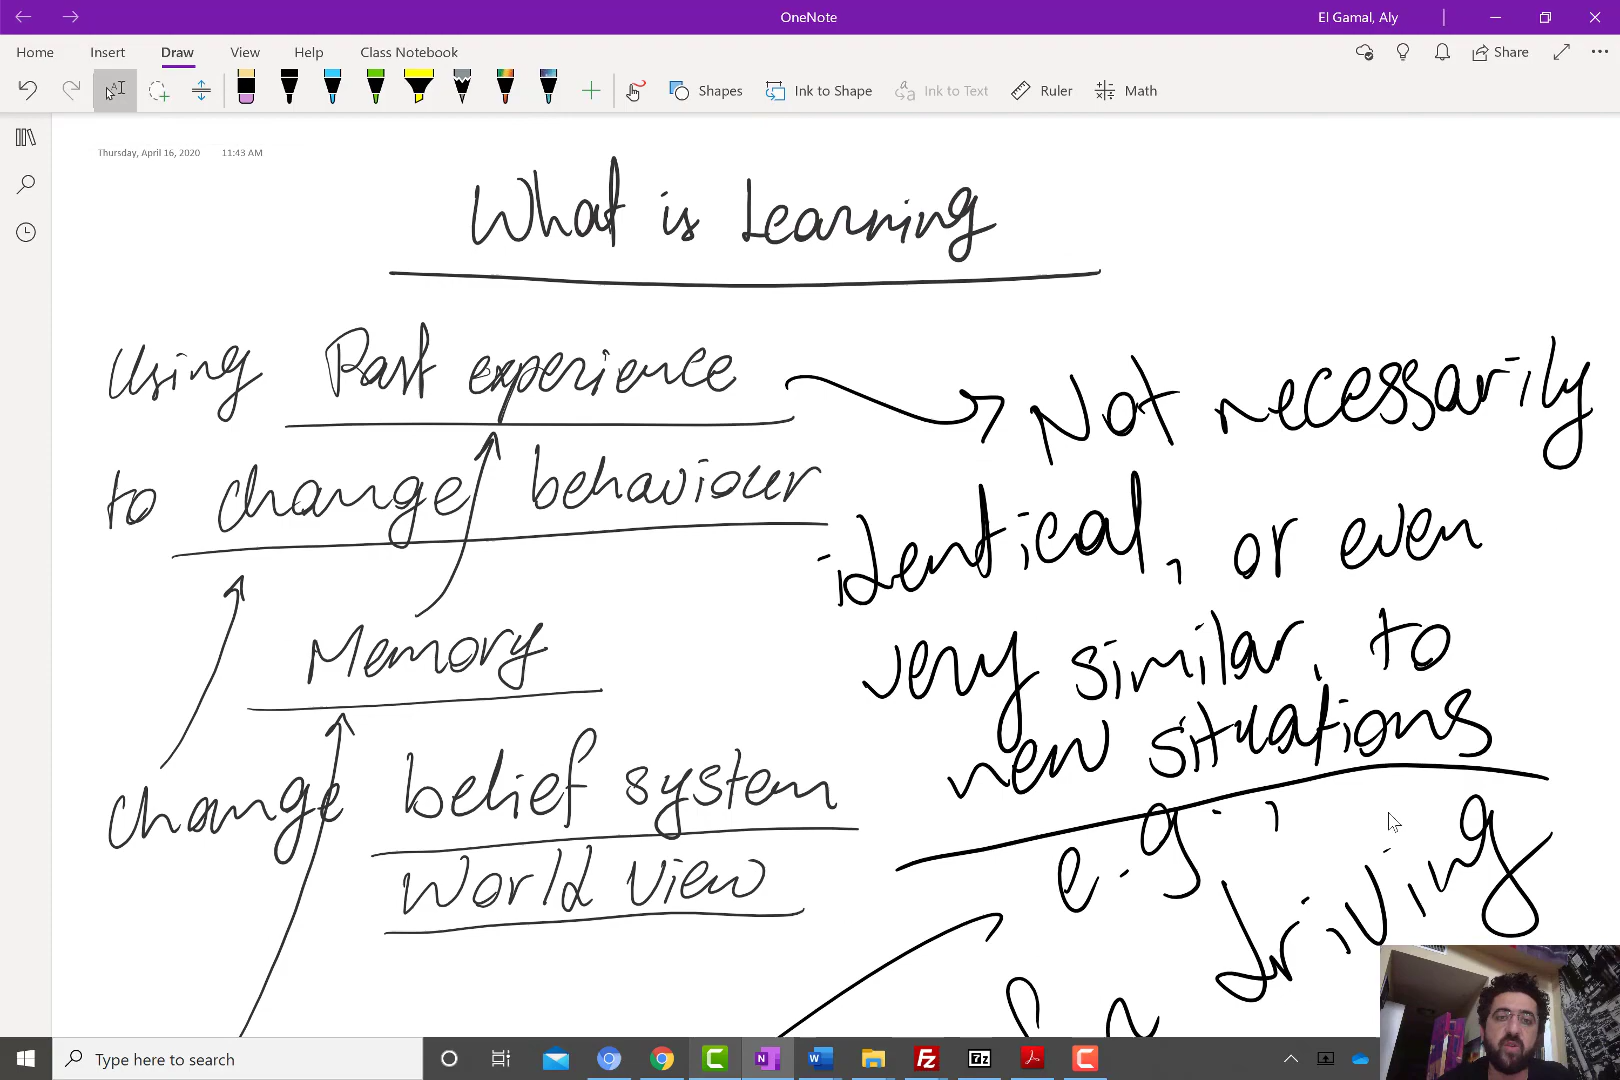 OneNote
El Gamal, Aly
Home Insert Draw View Help Class Notebook
Share
Shapes Ink to Shape Ink to Text Ruler Math
Thursday, April 16, 2020 11:43 AM
What is Learning
Using Past experience
to change behaviour
Memory
change belief system
World View
Not necessarily
identical, or even
very similar, to
new situations
e.g.,
driving
Type here to search